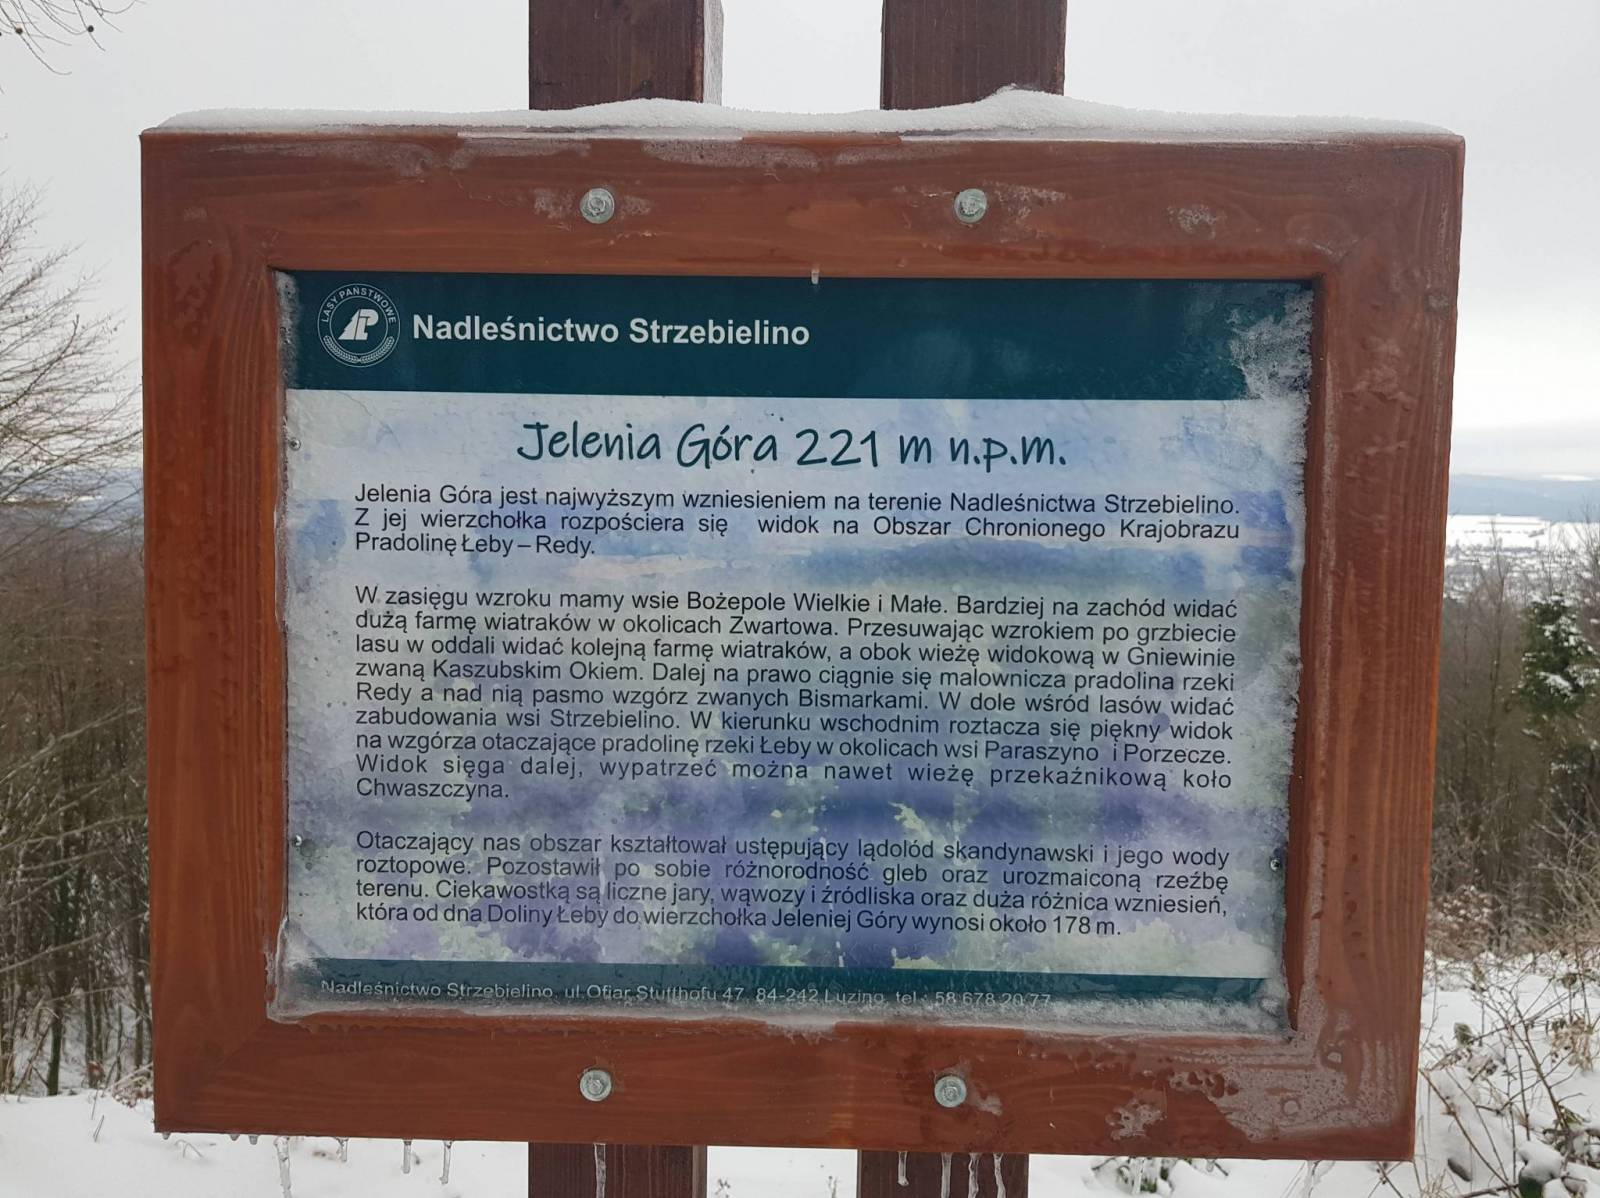 LASY PAŃSTWOWE
Nadleśnictwo Strzebielino
Jelenia Góra 221 m n.p.m.
Jelenia Góra jest najwyższym wzniesieniem na terenie Nadleśnictwa Strzebielino.
Z jej wierzchołka rozpościera się widok na Obszar Chronionego Krajobrazu
Pradolinę Łeby – Redy.
W zasięgu wzroku mamy wsie Bożepole Wielkie i Małe. Bardziej na zachód widać
dużą farmę wiatraków w okolicach Zwartowa. Przesuwając wzrokiem po grzbiecie
lasu w oddali widać kolejną farmę wiatraków, a obok wieżę widokową w Gniewinie
zwaną Kaszubskim Okiem. Dalej na prawo ciągnie się malownicza pradolina rzeki
Redy a nad nią pasmo wzgórz zwanych Bismarkami. W dole wśród lasów widać
zabudowania wsi Strzebielino. W kierunku wschodnim roztacza się piękny widok
na wzgórza otaczające pradolinę rzeki Łeby w okolicach wsi Paraszyno i Porzecze.
Widok sięga dalej, wypatrzeć można nawet wieżę przekaźnikową koło
Chwaszczyna.
Otaczający nas obszar kształtował ustępujący lądolód skandynawski i jego wody
roztopowe. Pozostawił po sobie różnorodność gleb oraz urozmaiconą rzeźbę
terenu. Ciekawostką są liczne jary, wąwozy i źródliska oraz duża różnica wzniesień,
która od dna Doliny Łeby do wierzchołka Jeleniej Góry wynosi około 178 m.
Nadleśnictwo Strzebielino, ul.Ofiar Stutthofu 47, 84-242 Luzino, tel.: 58 678 20 77